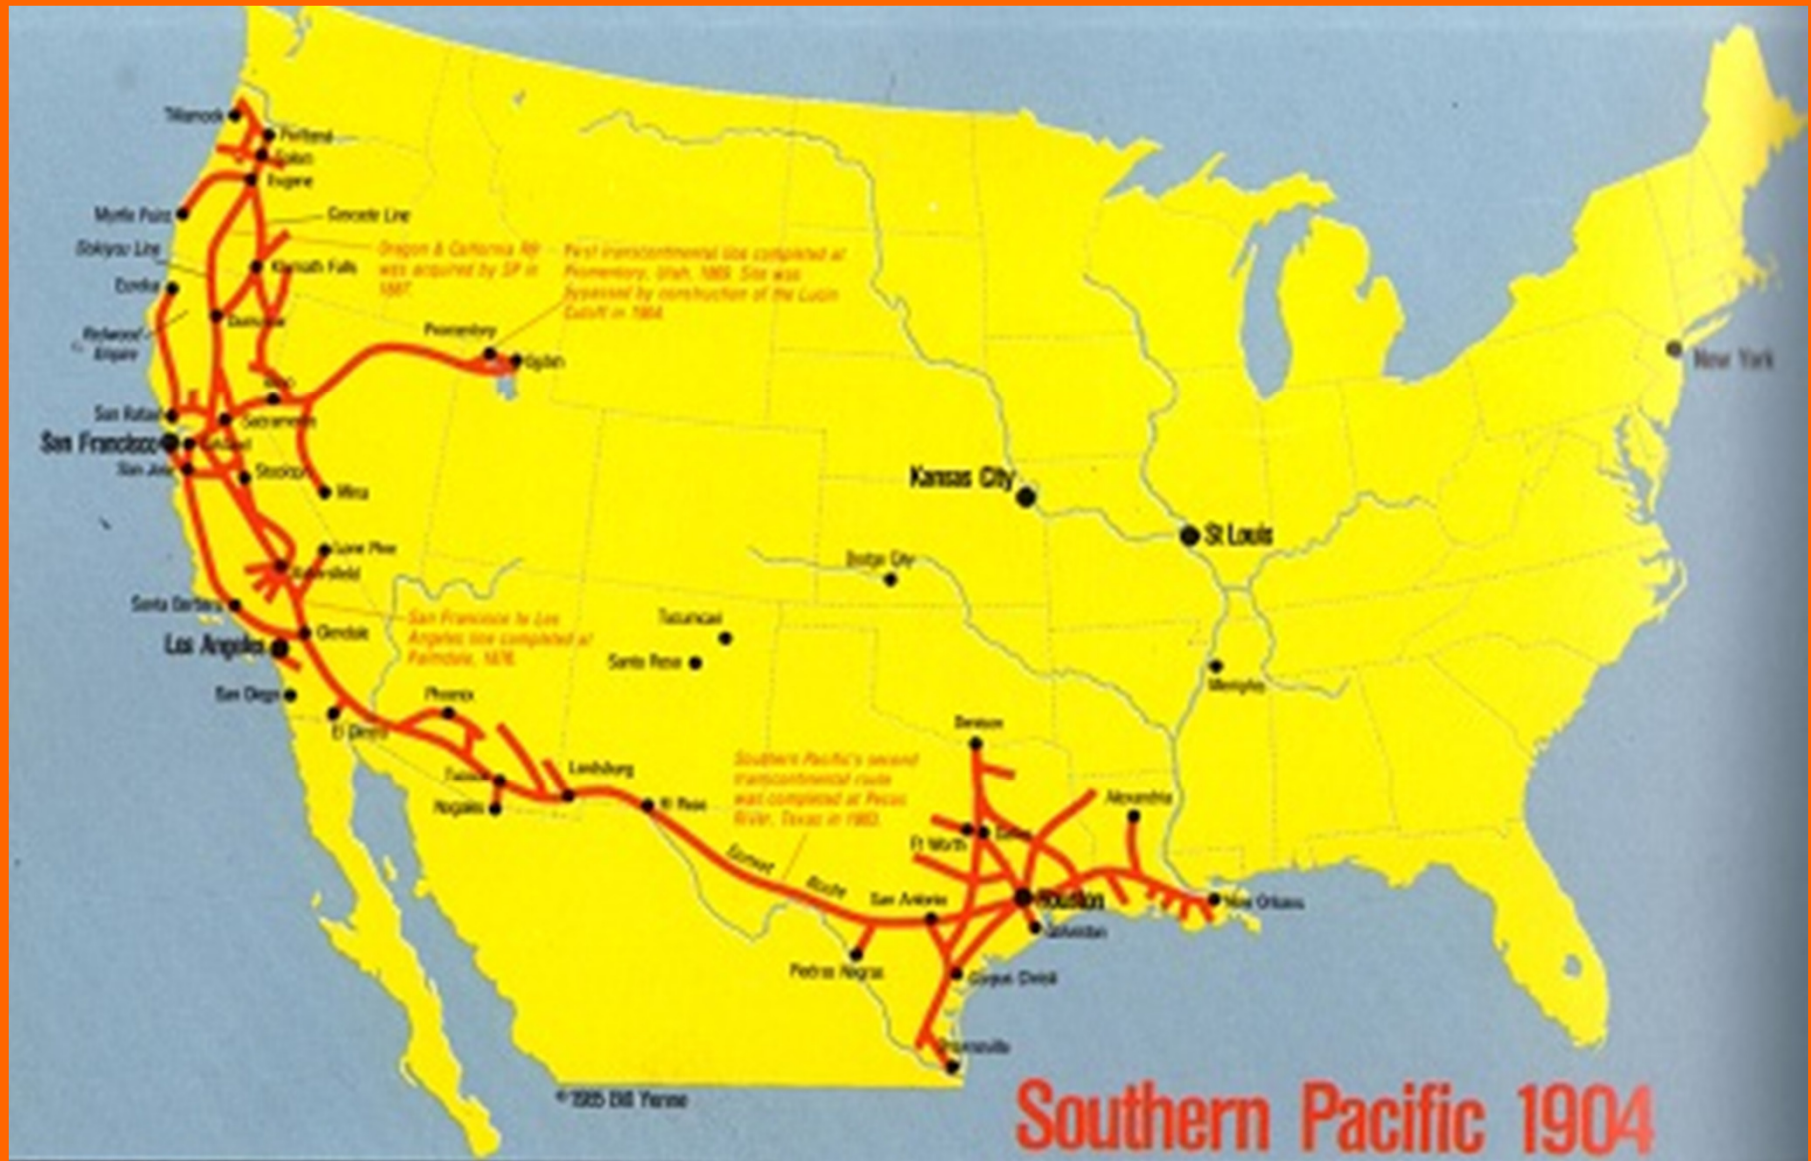 Tillamook
Portland
Salem
Eugene
Myrtle Point
Cascade Line
Siskiyou Line
Oregon & California RR
was acquired by SP in
1887.
First transcontinental line completed at
Promontory, Utah, 1869. Site was
bypassed by construction of the Lucin
Cutoff in 1904.
Klamath Falls
Eureka
Dunsmuir
Redwood
Empire
Promontory
Ogden
New York
San Rafael
Sacramento
San Francisco
Oakland
San Jose
Stockton
Mina
Kansas City
St Louis
Lone Pine
Bakersfield
Dodge City
Santa Barbara
San Francisco to Los
Angeles line completed at
Palmdale, 1876.
Glendale
Los Angeles
Tucumcari
Santa Rosa
Memphis
San Diego
Phoenix
El Centro
Denison
Southern Pacific's second
transcontinental route
was completed at Pecos
River, Texas in 1883.
Tucson
Lordsburg
Nogales
El Paso
Alexandria
Dallas
Ft Worth
Sunset Route
San Antonio
Houston
New Orleans
Galveston
Piedras Negras
Corpus Christi
Brownsville
© 1985 Bill Yenne
Southern Pacific 1904